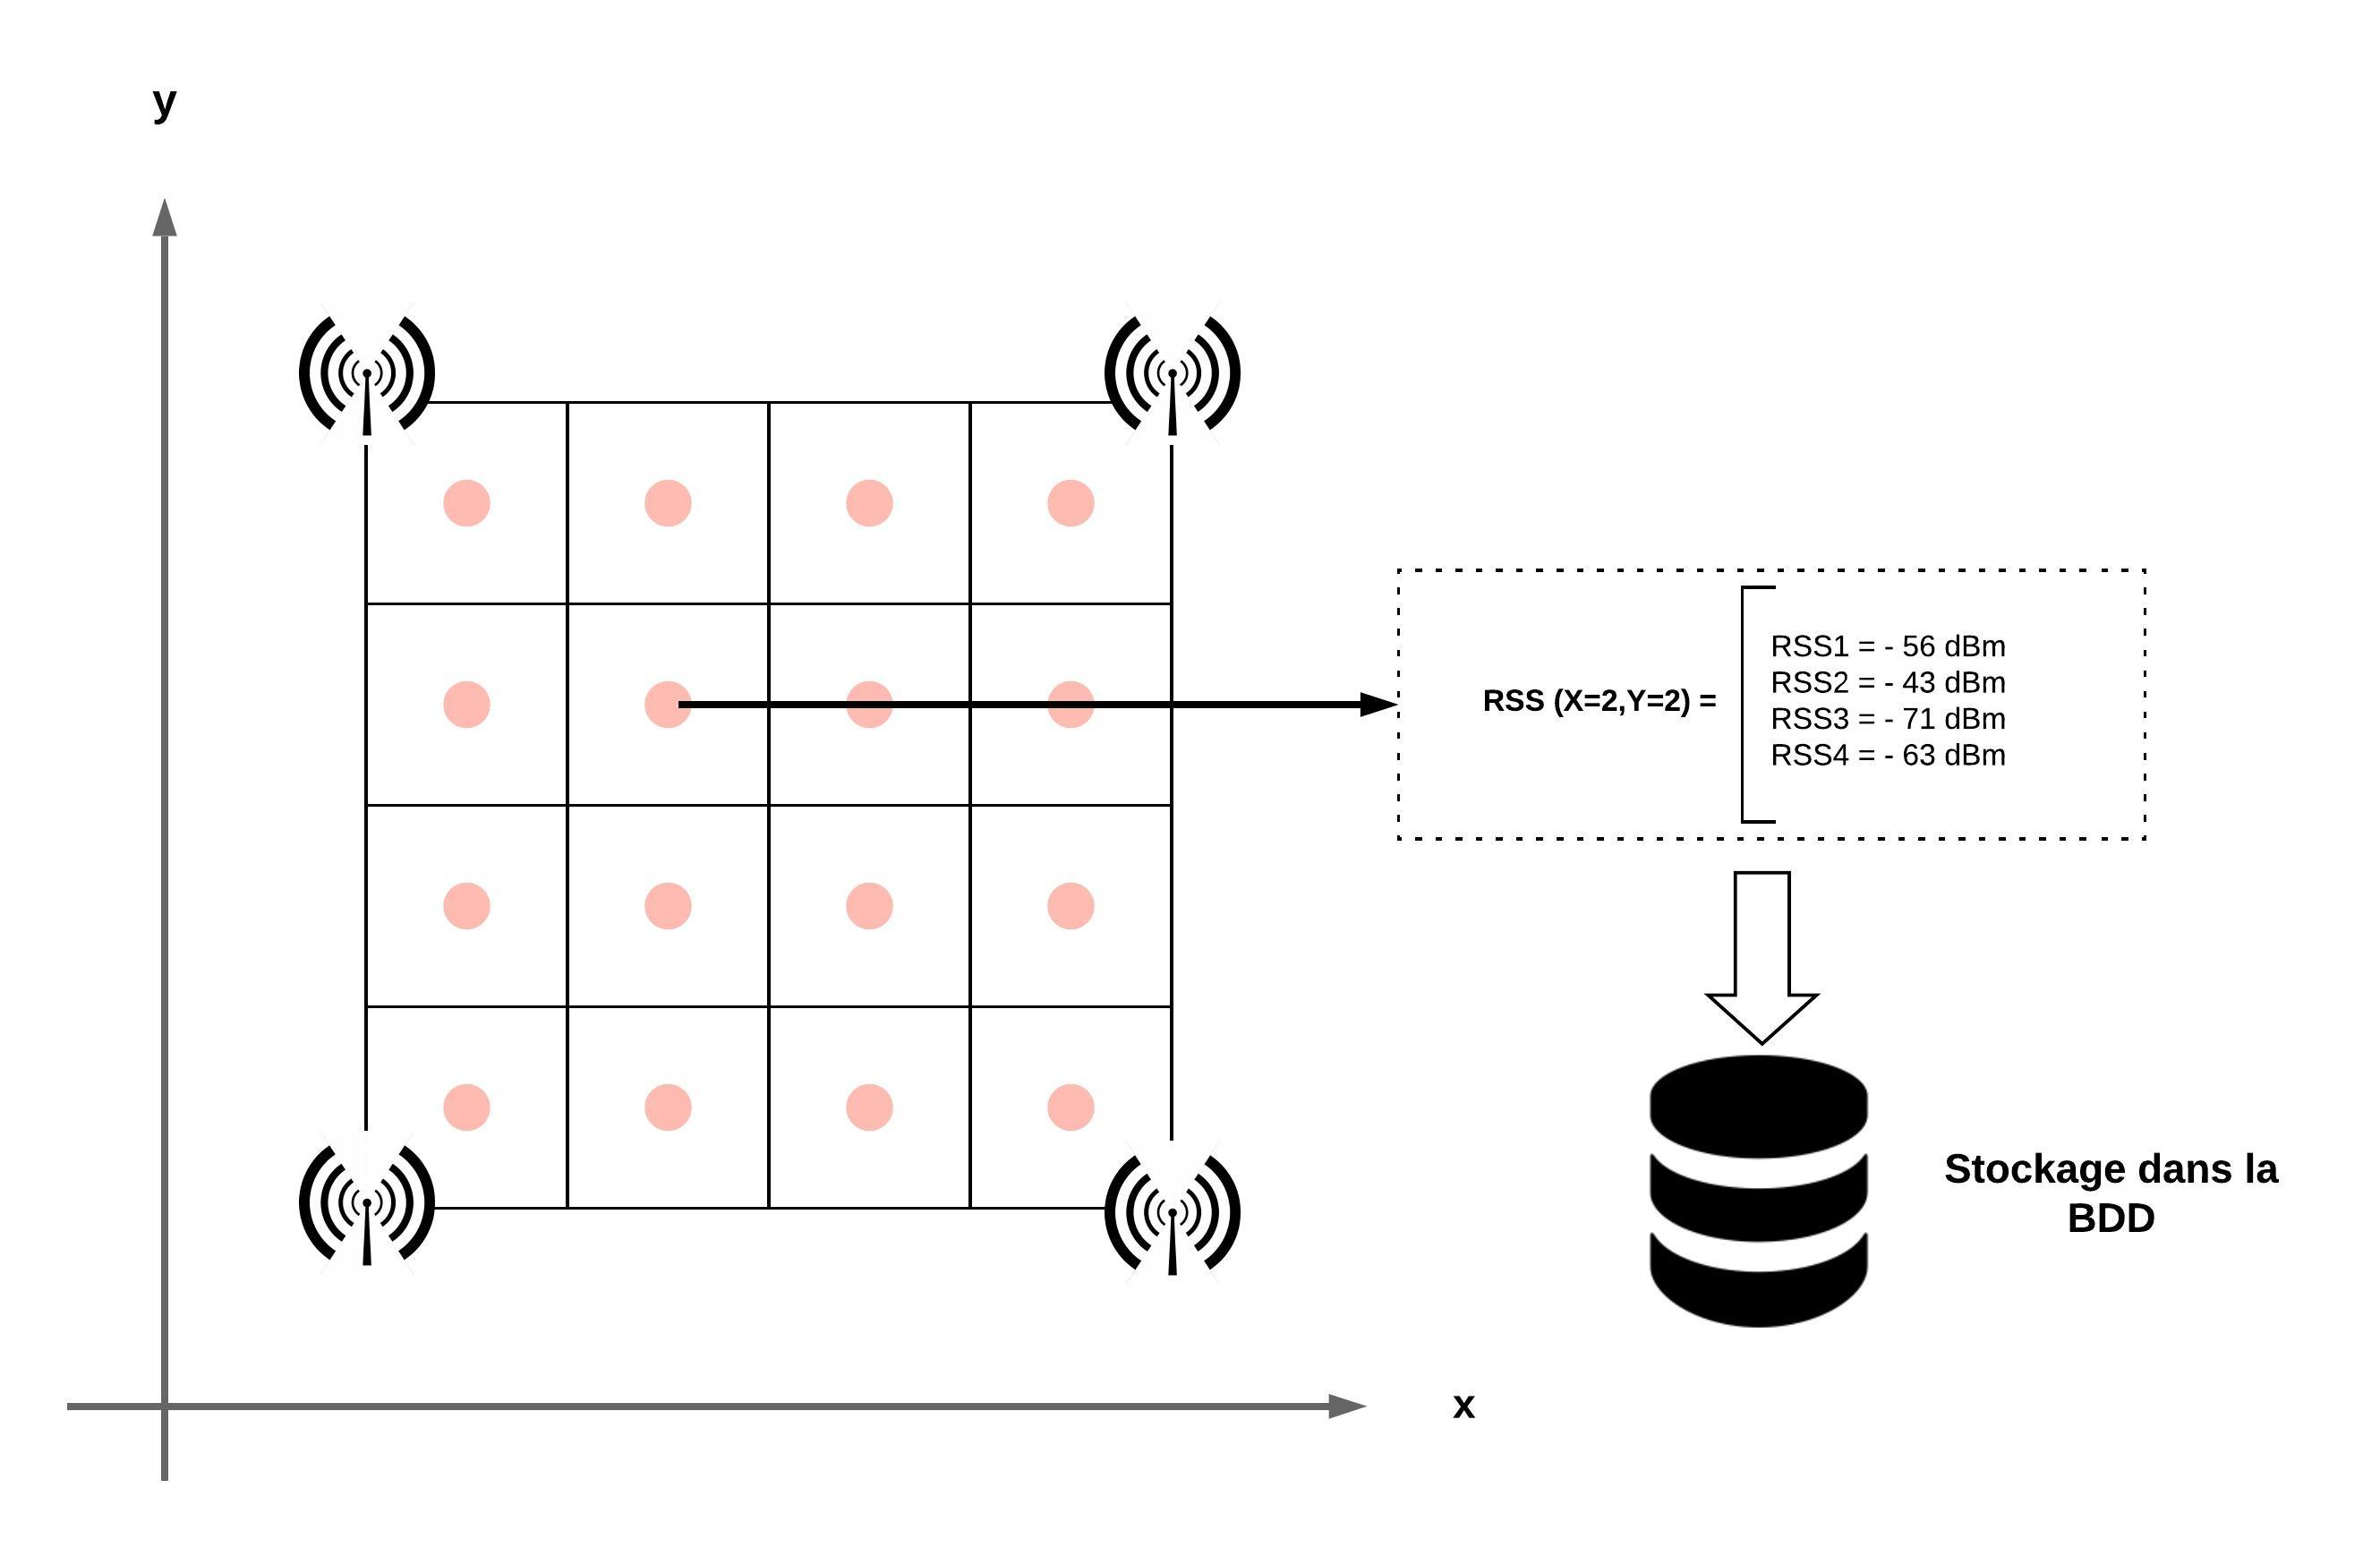 y
RSS (X=2,Y=2) =
RSS1 = - 56 dBm
RSS2 = - 43 dBm
RSS3 = - 71 dBm
RSS4 = - 63 dBm
Stockage dans la
BDD
x